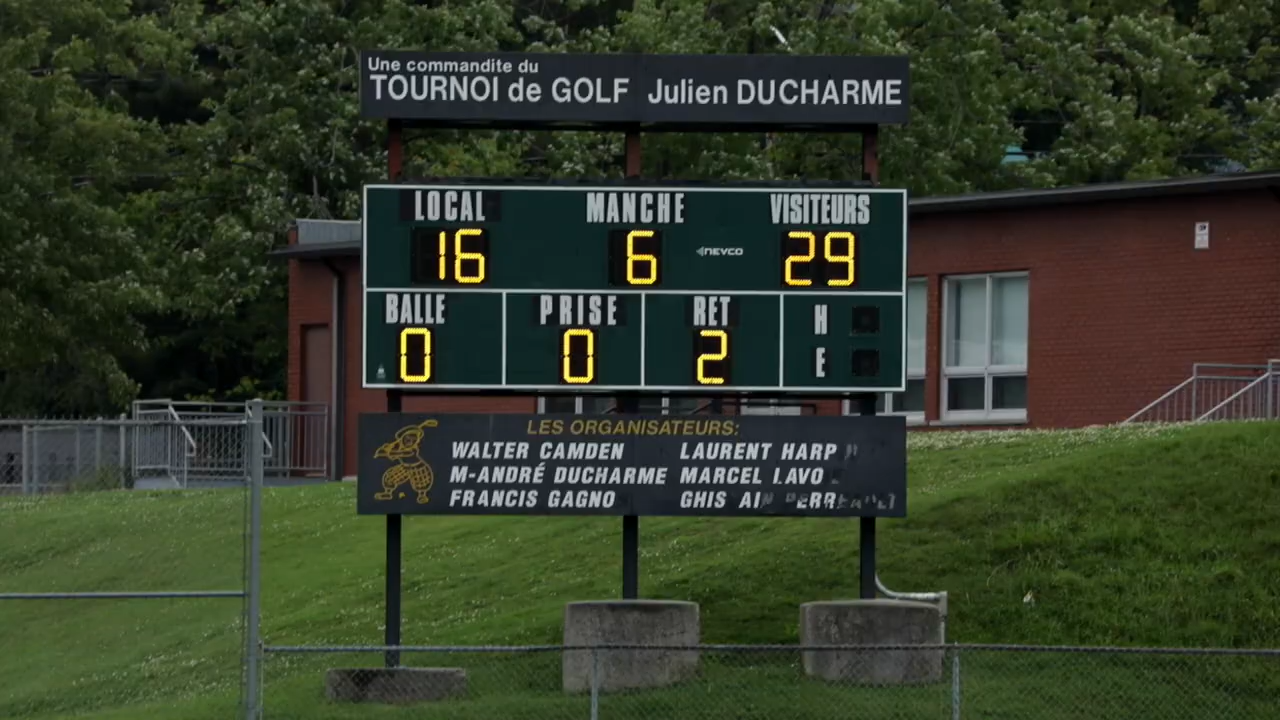 Une commandite du
TOURNOI de GOLF Julien DUCHARME
LOCAL MANCHE VISITEURS
16 6 NEVCO 29
BALLE PRISE RET H
0 0 2 E
LES ORGANISATEURS:
WALTER CAMDEN LAURENT HARP
M-ANDRÉ DUCHARME MARCEL LAVO
FRANCIS GAGNO GHIS